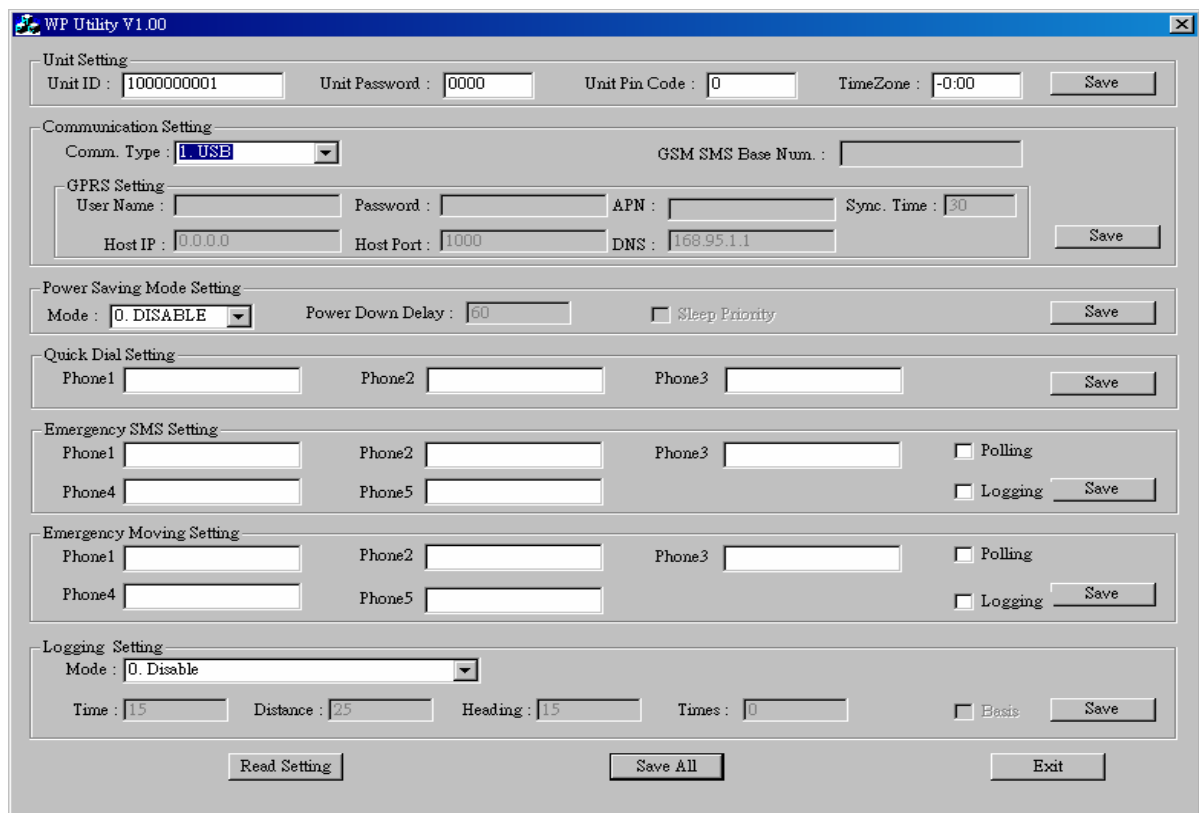 WP Utility V1.00
Unit Setting
Unit ID : 1000000001 Unit Password : 0000 Unit Pin Code : 0 TimeZone : -0:00 Save
Communication Setting
Comm. Type : 1. USB GSM SMS Base Num. :
GPRS Setting
User Name : Password : APN : Sync. Time : 30
Host IP : 0.0.0.0 Host Port : 1000 DNS : 168.95.1.1 Save
Power Saving Mode Setting
Mode : 0. DISABLE Power Down Delay : 60 Sleep Priority Save
Quick Dial Setting
Phone1 Phone2 Phone3 Save
Emergency SMS Setting
Phone1 Phone2 Phone3 Polling
Phone4 Phone5 Logging Save
Emergency Moving Setting
Phone1 Phone2 Phone3 Polling
Phone4 Phone5 Logging Save
Logging Setting
Mode : 0. Disable
Time : 15 Distance : 25 Heading : 15 Times : 0 Basis Save
Read Setting Save All Exit